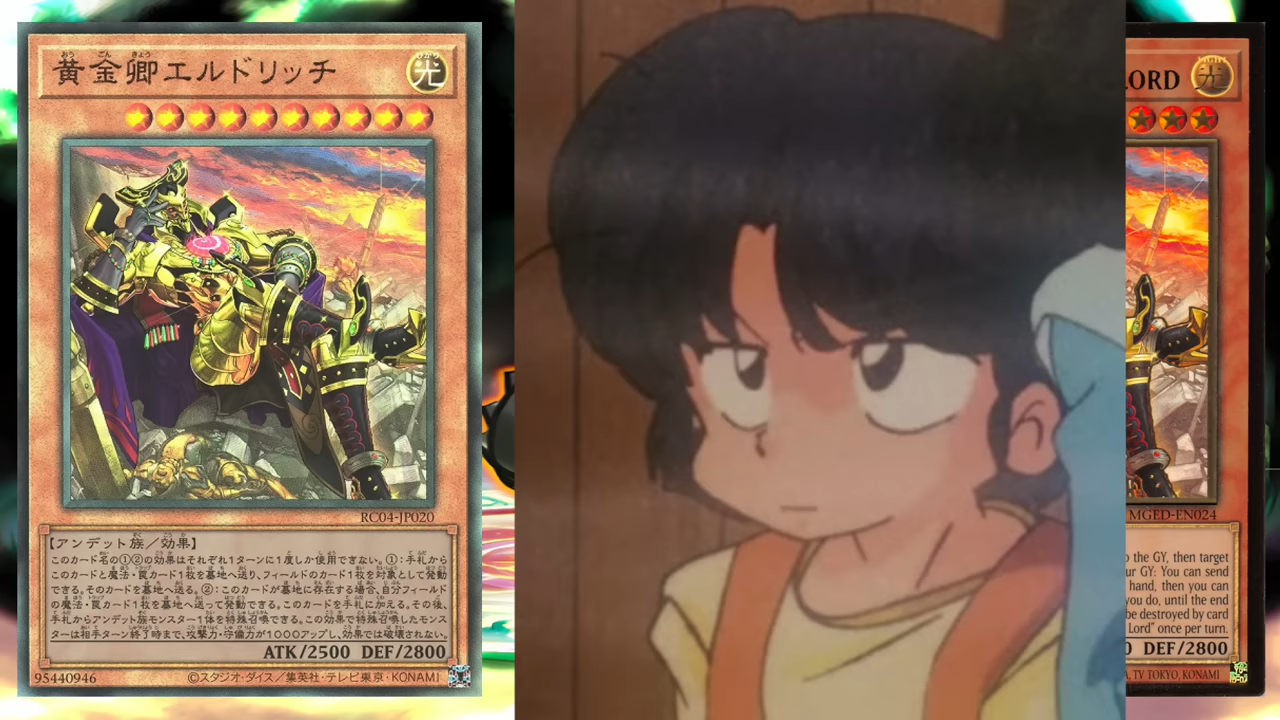 黄金卿エルドリッチ
光
RC04-JP020
【アンデット族/効果】
このカード名の①②の効果はそれぞれ1ターンに1度しか使用できない。①:手札から
このカードと魔法・罠カード1枚を墓地へ送り、フィールドのカード1枚を対象として発動
できる。そのカードを墓地へ送る。②:このカードが墓地に存在する場合、自分フィールド
の魔法・罠カード1枚を墓地へ送って発動できる。このカードを手札に加える。その後、
手札からアンデット族モンスター1体を特殊召喚できる。この効果で特殊召喚したモンス
ターは相手ターン終了時まで、攻撃力・守備力が1000アップし、効果では破壊されない。
ATK/2500 DEF/2800
95440946
©スタジオ・ダイス/集英社・テレビ東京・KONAMI
LORD
光
MGED-EN024
o the GY, then target
ur GY: You can send
hand, then you can
you do, until the end
be destroyed by card
Lord" once per turn.
0 DEF/2800
A, TV TOKYO, KONAMI